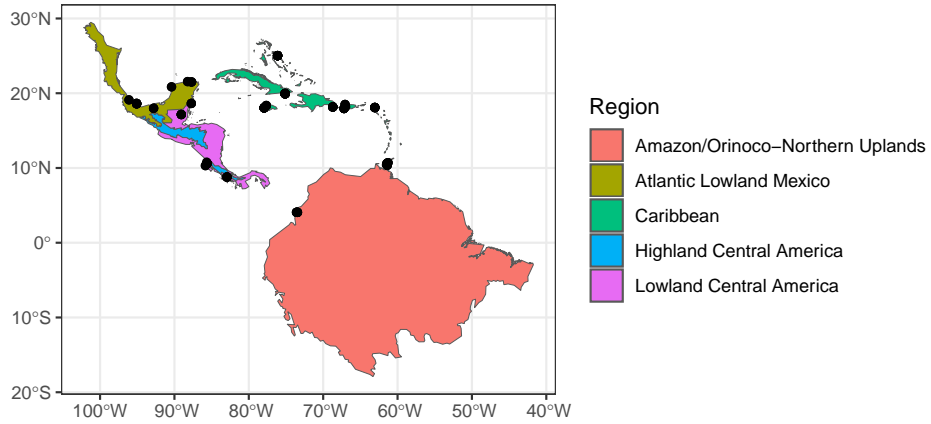 30°N
20°N
10°N
0°
10°S
20°S
100°W 90°W 80°W 70°W 60°W 50°W 40°W
Region
Amazon/Orinoco−Northern Uplands
Atlantic Lowland Mexico
Caribbean
Highland Central America
Lowland Central America